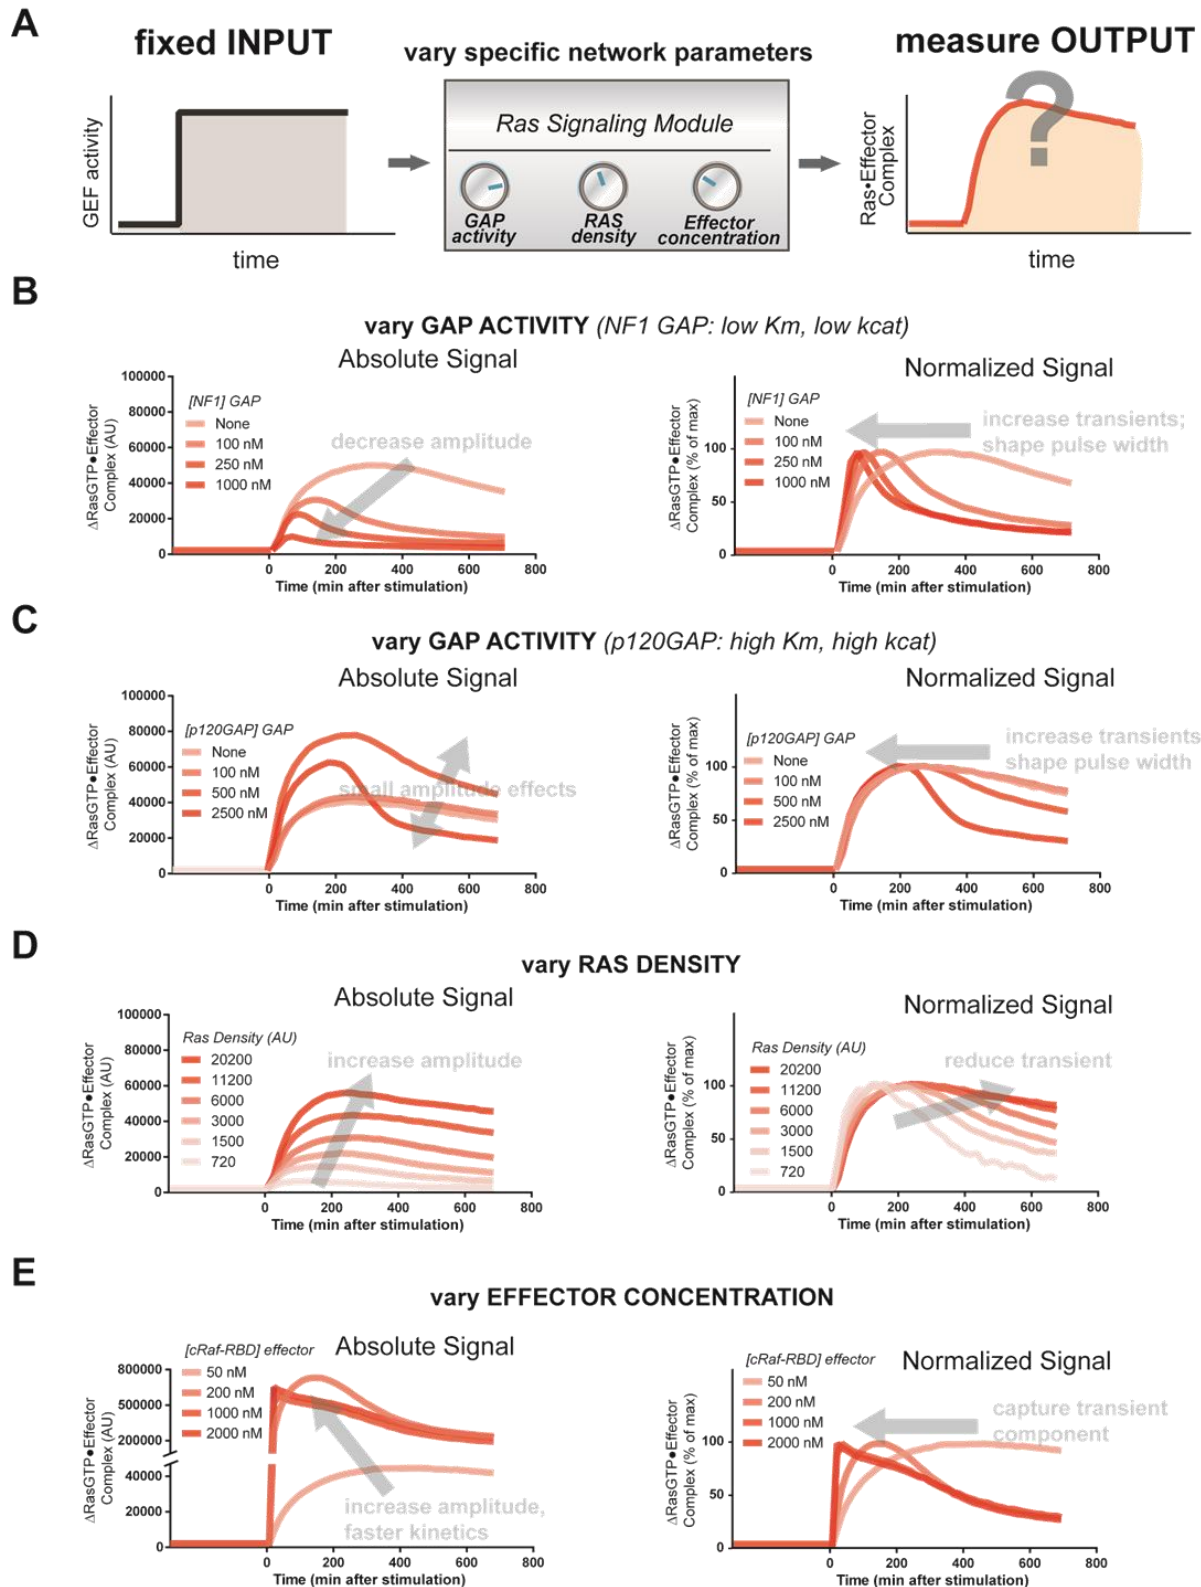 A
fixed INPUT
vary specific network parameters
measure OUTPUT
GEF activity
time
Ras Signaling Module
GAP
activity
RAS
density
Effector
concentration
Ras•Effector
Complex
?
time
B
vary GAP ACTIVITY (NF1 GAP: low Km, low kcat)
Absolute Signal
ΔRasGTP●Effector
Complex (AU)
100000
80000
60000
40000
20000
0
[NF1] GAP
None
100 nM
250 nM
1000 nM
decrease amplitude
0 200 400 600 800
Time (min after stimulation)
Normalized Signal
ΔRasGTP●Effector
Complex (% of max)
100
50
0
[NF1] GAP
None
100 nM
250 nM
1000 nM
increase transients;
shape pulse width
0 200 400 600 800
Time (min after stimulation)
C
vary GAP ACTIVITY (p120GAP: high Km, high kcat)
Absolute Signal
ΔRasGTP●Effector
Complex (AU)
100000
80000
60000
40000
20000
0
[p120GAP] GAP
None
100 nM
500 nM
2500 nM
small amplitude effects
0 200 400 600 800
Time (min after stimulation)
Normalized Signal
ΔRasGTP●Effector
Complex (% of max)
100
50
0
[p120GAP] GAP
None
100 nM
500 nM
2500 nM
increase transients
shape pulse width
0 200 400 600 800
Time (min after stimulation)
D
vary RAS DENSITY
Absolute Signal
ΔRasGTP●Effector
Complex (AU)
100000
80000
60000
40000
20000
0
Ras Density (AU)
20200
11200
6000
3000
1500
720
increase amplitude
0 200 400 600 800
Time (min after stimulation)
Normalized Signal
ΔRasGTP●Effector
Complex (% of max)
100
50
0
Ras Density (AU)
20200
11200
6000
3000
1500
720
reduce transient
0 200 400 600 800
Time (min after stimulation)
E
vary EFFECTOR CONCENTRATION
Absolute Signal
ΔRasGTP●Effector
Complex (AU)
800000
500000
200000
40000
20000
0
[cRaf-RBD] effector
50 nM
200 nM
1000 nM
2000 nM
increase amplitude,
faster kinetics
0 200 400 600 800
Time (min after stimulation)
Normalized Signal
ΔRasGTP●Effector
Complex (% of max)
100
50
0
[cRaf-RBD] effector
50 nM
200 nM
1000 nM
2000 nM
capture transient
component
0 200 400 600 800
Time (min after stimulation)